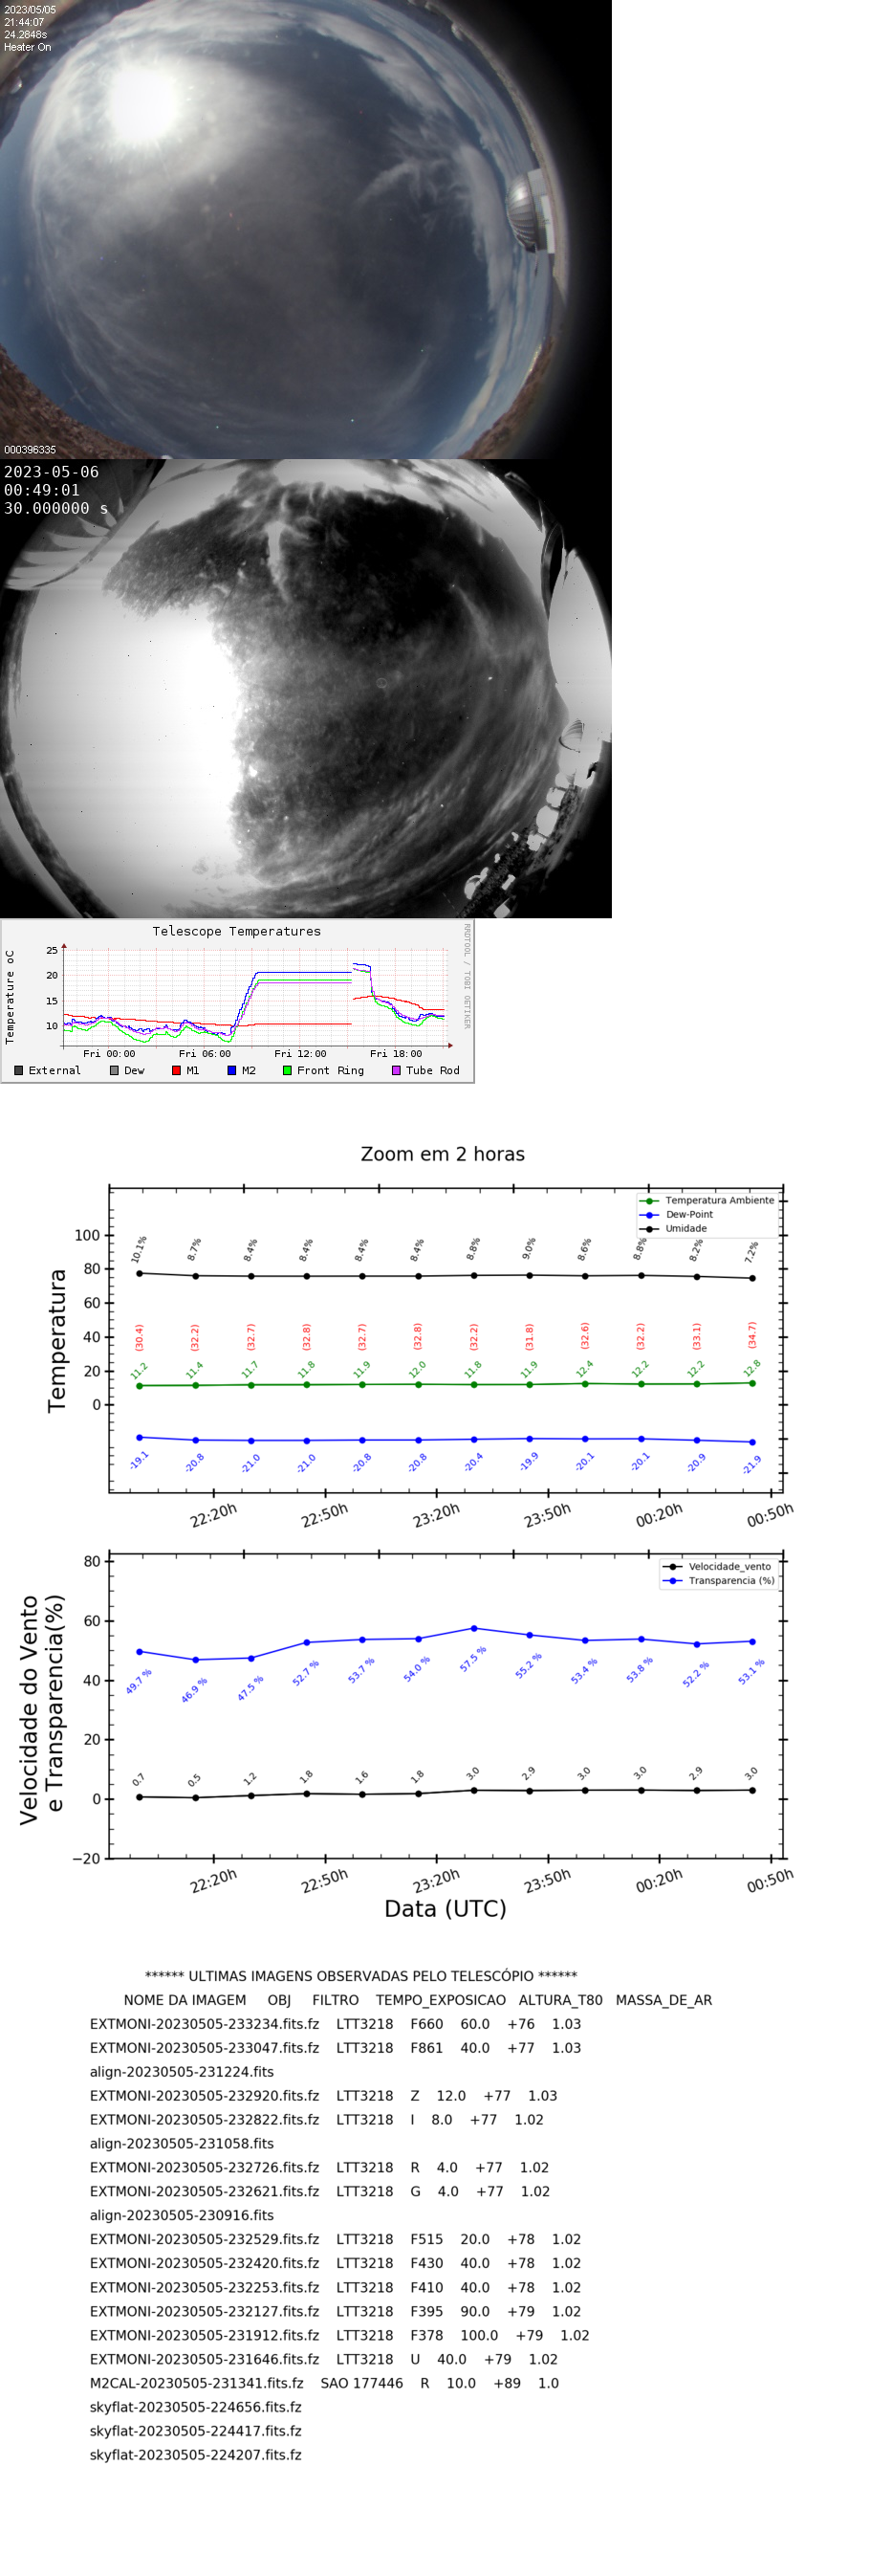 2023/05/05
21:44:07
24.2848s
Heater On
000396335
2023-05-06
00:49:01
30.000000 s
Telescope Temperatures
RRDTOOL / TOBI OETIKER
Temperature oC
25
20
15
10
Fri 00:00 Fri 06:00 Fri 12:00 Fri 18:00
External Dew M1 M2 Front Ring Tube Rod
Zoom em 2 horas
Temperatura Ambiente
Dew-Point
Umidade
Temperatura
100
80
60
40
20
0
10.1% 8.7% 8.4% 8.4% 8.4% 8.4% 8.8% 9.0% 8.6% 8.8% 8.2% 7.2%
(30.4) (32.2) (32.7) (32.8) (32.7) (32.8) (32.2) (31.8) (32.6) (32.2) (33.1) (34.7)
11.2 11.4 11.7 11.8 11.9 12.0 11.8 11.9 12.4 12.2 12.2 12.8
-19.1 -20.8 -21.0 -21.0 -20.8 -20.8 -20.4 -19.9 -20.1 -20.1 -20.9 -21.9
22:20h 22:50h 23:20h 23:50h 00:20h 00:50h
Velocidade_vento
Transparencia (%)
Velocidade do Vento
e Transparencia(%)
80
60
40
20
0
−20
49.7 % 46.9 % 47.5 % 52.7 % 53.7 % 54.0 % 57.5 % 55.2 % 53.4 % 53.8 % 52.2 % 53.1 %
0.7 0.5 1.2 1.8 1.6 1.8 3.0 2.9 3.0 3.0 2.9 3.0
22:20h 22:50h 23:20h 23:50h 00:20h 00:50h
Data (UTC)
****** ULTIMAS IMAGENS OBSERVADAS PELO TELESCÓPIO ******
NOME DA IMAGEM OBJ FILTRO TEMPO_EXPOSICAO ALTURA_T80 MASSA_DE_AR
EXTMONI-20230505-233234.fits.fz LTT3218 F660 60.0 +76 1.03
EXTMONI-20230505-233047.fits.fz LTT3218 F861 40.0 +77 1.03
align-20230505-231224.fits
EXTMONI-20230505-232920.fits.fz LTT3218 Z 12.0 +77 1.03
EXTMONI-20230505-232822.fits.fz LTT3218 I 8.0 +77 1.02
align-20230505-231058.fits
EXTMONI-20230505-232726.fits.fz LTT3218 R 4.0 +77 1.02
EXTMONI-20230505-232621.fits.fz LTT3218 G 4.0 +77 1.02
align-20230505-230916.fits
EXTMONI-20230505-232529.fits.fz LTT3218 F515 20.0 +78 1.02
EXTMONI-20230505-232420.fits.fz LTT3218 F430 40.0 +78 1.02
EXTMONI-20230505-232253.fits.fz LTT3218 F410 40.0 +78 1.02
EXTMONI-20230505-232127.fits.fz LTT3218 F395 90.0 +79 1.02
EXTMONI-20230505-231912.fits.fz LTT3218 F378 100.0 +79 1.02
EXTMONI-20230505-231646.fits.fz LTT3218 U 40.0 +79 1.02
M2CAL-20230505-231341.fits.fz SAO 177446 R 10.0 +89 1.0
skyflat-20230505-224656.fits.fz
skyflat-20230505-224417.fits.fz
skyflat-20230505-224207.fits.fz